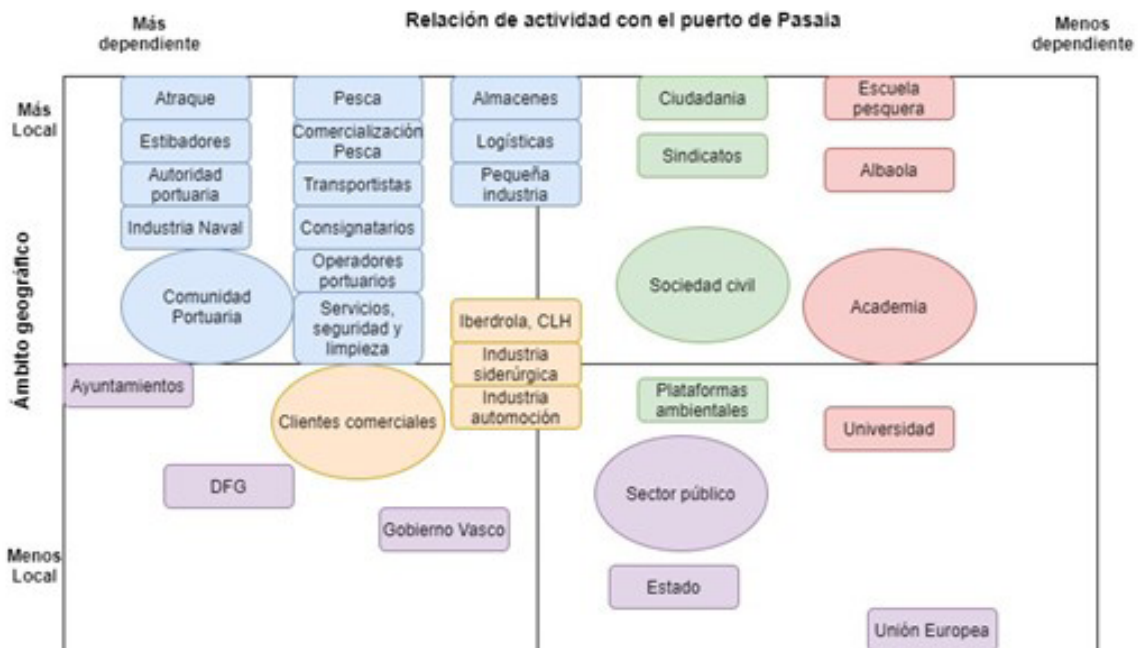 Relación de actividad con el puerto de Pasaia
Más
dependiente
Menos
dependiente
Más
Local
Ámbito geográfico
Menos
Local
Atraque
Estibadores
Autoridad
portuaria
Industria Naval
Comunidad
Portuaria
Pesca
Comercialización
Pesca
Transportistas
Consignatarios
Operadores
portuarios
Servicios,
seguridad y
limpieza
Almacenes
Logísticas
Pequeña
industria
Iberdrola, CLH
Industria
siderúrgica
Industria
automoción
Clientes comerciales
Ciudadania
Sindicatos
Sociedad civil
Plataformas
ambientales
Escuela
pesquera
Albaola
Academia
Universidad
Ayuntamientos
DFG
Gobierno Vasco
Sector público
Estado
Unión Europea